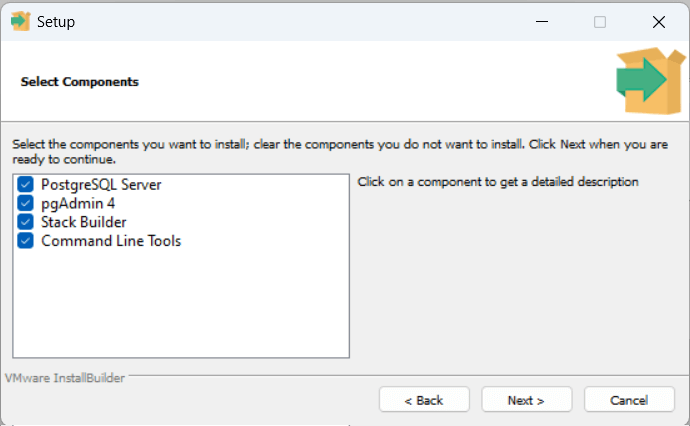 Setup
Select Components
Select the components you want to install; clear the components you do not want to install. Click Next when you are
ready to continue.
PostgreSQL Server
pgAdmin 4
Stack Builder
Command Line Tools
Click on a component to get a detailed description
VMware InstallBuilder
< Back
Next >
Cancel